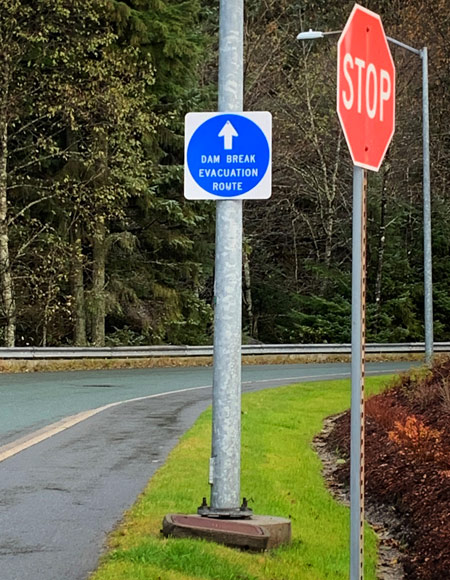 STOP
DAM BREAK
EVACUATION
ROUTE